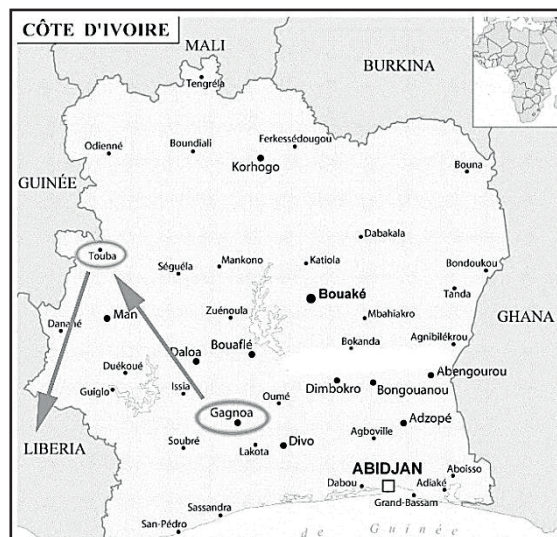 CÔTE D'IVOIRE
MALI
BURKINA
Tengréla
Odienné
Boundiali
Ferkessédougou
Korhogo
Bouna
GUINÉE
Dabakala
Touba
Séguéla
Mankono
Katiola
Bondoukou
Bouaké
Tanda
Man
Zuénoula
Mbahiakro
GHANA
Danané
Bokanda
Agnibilékrou
Daloa
Bouaflé
Duékoué
Abengourou
Guiglo
Issia
Oumé
Dimbokro
Bongouanou
Gagnoa
Adzopé
LIBERIA
Soubré
Lakota
Divo
Agboville
ABIDJAN
Aboisso
Dabou
Adiaké
Grand-Bassam
Sassandra
San-Pédro
de Guinée